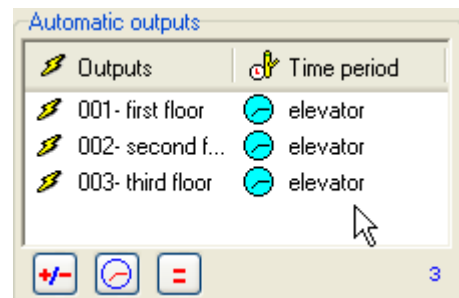 Automatic outputs
Outputs Time period
001- first floor elevator
002- second f... elevator
003- third floor elevator
+/- = 3